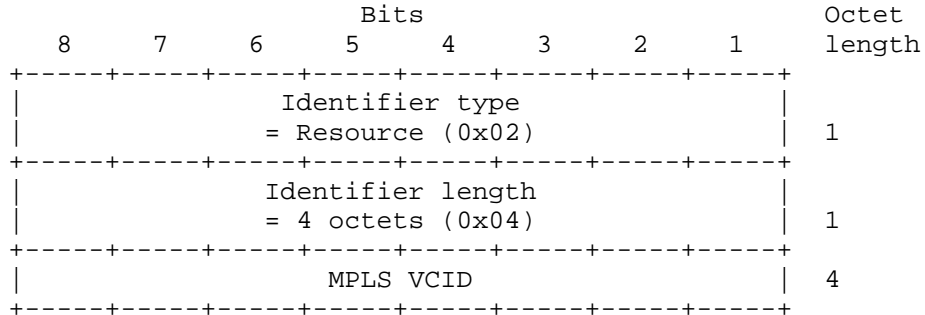 Bits                        Octet
   8     7     6     5     4     3     2     1       length
+-----+-----+-----+-----+-----+-----+-----+-----+
|                Identifier type                |
|               = Resource (0x02)               |  1
+-----+-----+-----+-----+-----+-----+-----+-----+
|               Identifier length               |
|               = 4 octets (0x04)               |  1
+-----+-----+-----+-----+-----+-----+-----+-----+
|                   MPLS VCID                   |  4
+-----+-----+-----+-----+-----+-----+-----+-----+